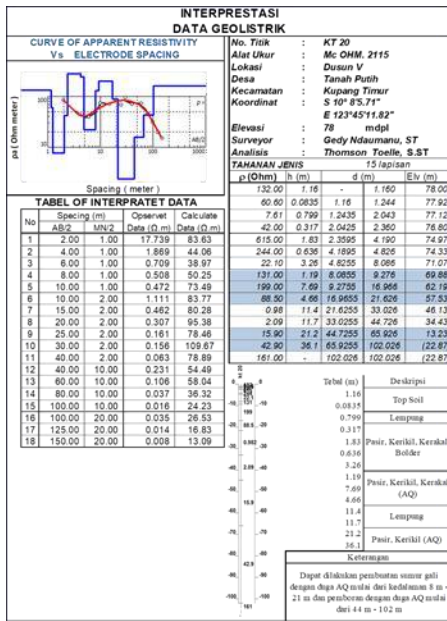 INTERPRESTASI
DATA GEOLISTRIK
CURVE OF APPARENT RESISTIVITY
Vs ELECTRODE SPACING
ρa ( Ohm meter )
Spacing ( meter )
No. Titik : KT 20
Alat Ukur : Mc OHM. 2115
Lokasi : Dusun V
Desa : Tanah Putih
Kecamatan : Kupang Timur
Koordinat : S 10° 8'5.71"
E 123°45'11.82"
Elevasi : 78 mdpl
Surveyor : Gedy Ndaumanu, ST
Analisis : Thomson Toelle, S.ST
TAHANAN JENIS 15 lapisan
ρ (Ohm) h (m) d (m) Elv (m)
132.00 1.16 - 1.160 78.00
60.60 0.0835 1.16 1.244 77.92
7.61 0.799 1.2435 2.043 77.12
42.00 0.317 2.0425 2.360 76.80
615.00 1.83 2.3595 4.190 74.97
244.00 0.636 4.1895 4.826 74.33
22.10 3.26 4.8255 8.086 71.07
131.00 1.19 8.0855 9.276 69.88
199.00 7.69 9.2755 16.966 62.19
88.50 4.66 16.9655 21.626 57.53
0.98 11.4 21.6255 33.026 46.13
2.09 11.7 33.0255 44.726 34.43
15.90 21.2 44.7255 65.926 13.23
42.90 36.1 65.9255 102.026 (22.87
161.00 - 102.026 102.026 (22.87
TABEL OF INTERPRATET DATA
No Spacing (m) Opservet Calculate
AB/2 MN/2 Data (Ω.m) Data (Ω.m)
1 2.00 1.00 17.739 83.63
2 4.00 1.00 1.869 44.06
3 6.00 1.00 0.709 38.97
4 8.00 1.00 0.508 50.25
5 10.00 1.00 0.472 73.49
6 10.00 2.00 1.111 83.77
7 15.00 2.00 0.462 80.28
8 20.00 2.00 0.307 95.38
9 25.00 2.00 0.161 78.46
10 30.00 2.00 0.156 109.67
11 40.00 2.00 0.063 78.89
12 40.00 10.00 0.231 54.49
13 60.00 10.00 0.106 58.04
14 80.00 10.00 0.037 36.32
15 100.00 10.00 0.016 24.23
16 100.00 20.00 0.035 26.53
17 125.00 20.00 0.014 16.83
18 150.00 20.00 0.008 13.09
Tebal (m) Deskripsi
1.16
0.0835 Top Soil
0.799 Lempung
0.317
1.83 Pasir, Kerikil, Kerakal
0.636 Bolder
3.26
1.19
7.69 Pasir, Kerikil, Kerakal
4.66 (AQ)
11.4
11.7 Lempung
21.2
36.1 Pasir, Kerikil (AQ)
Keterangan
Dapat dilakukan pembuatan sumur gali
dengan duga AQ mulai dari kedalaman 8 m -
21 m dan pemboran dengan duga AQ mulai
dari 44 m - 102 m